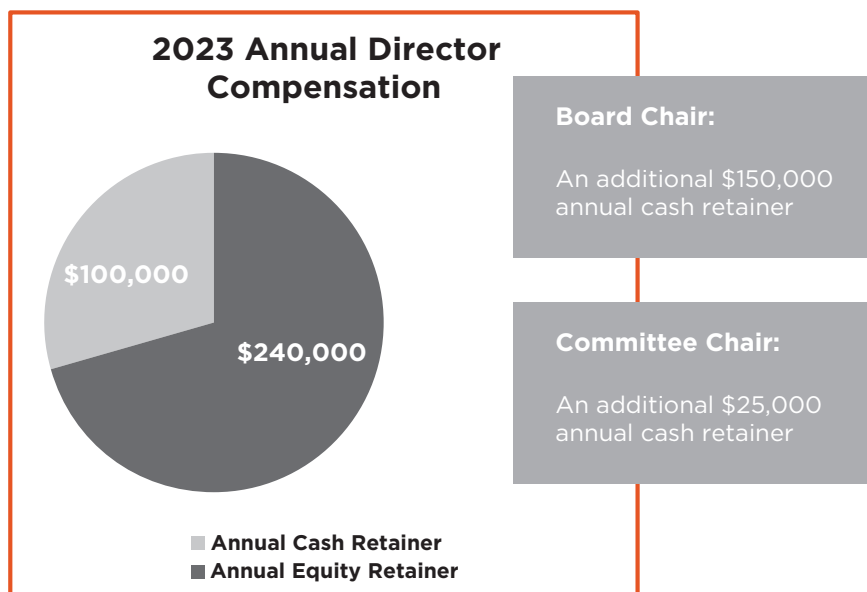 2023 Annual Director
Compensation
$100,000
$240,000
Annual Cash Retainer
Annual Equity Retainer
Board Chair:
An additional $150,000
annual cash retainer
Committee Chair:
An additional $25,000
annual cash retainer